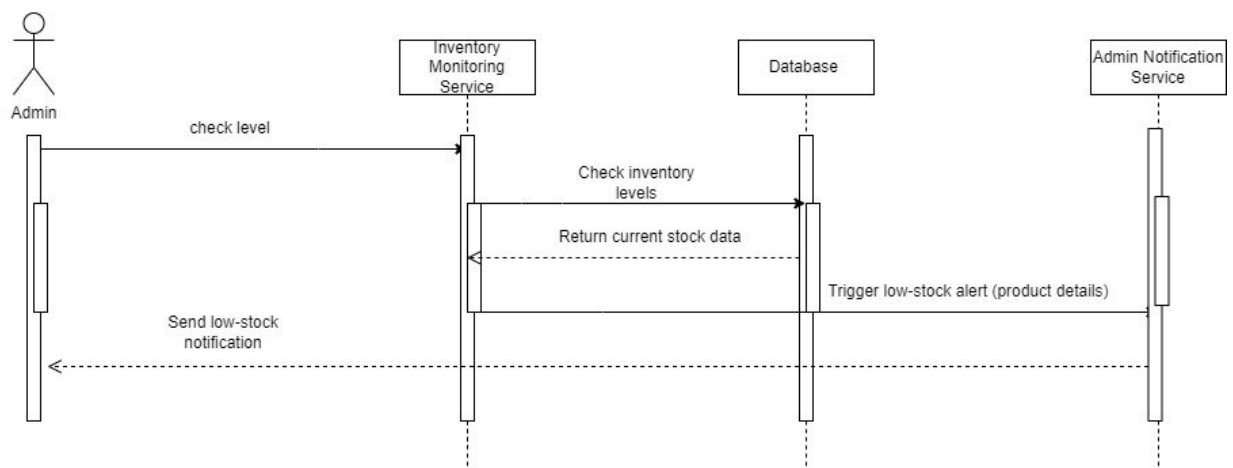 Inventory
Monitoring
Service
Database
Admin Notification
Service
Admin
check level
Check inventory
levels
Return current stock data
Trigger low-stock alert (product details)
Send low-stock
notification